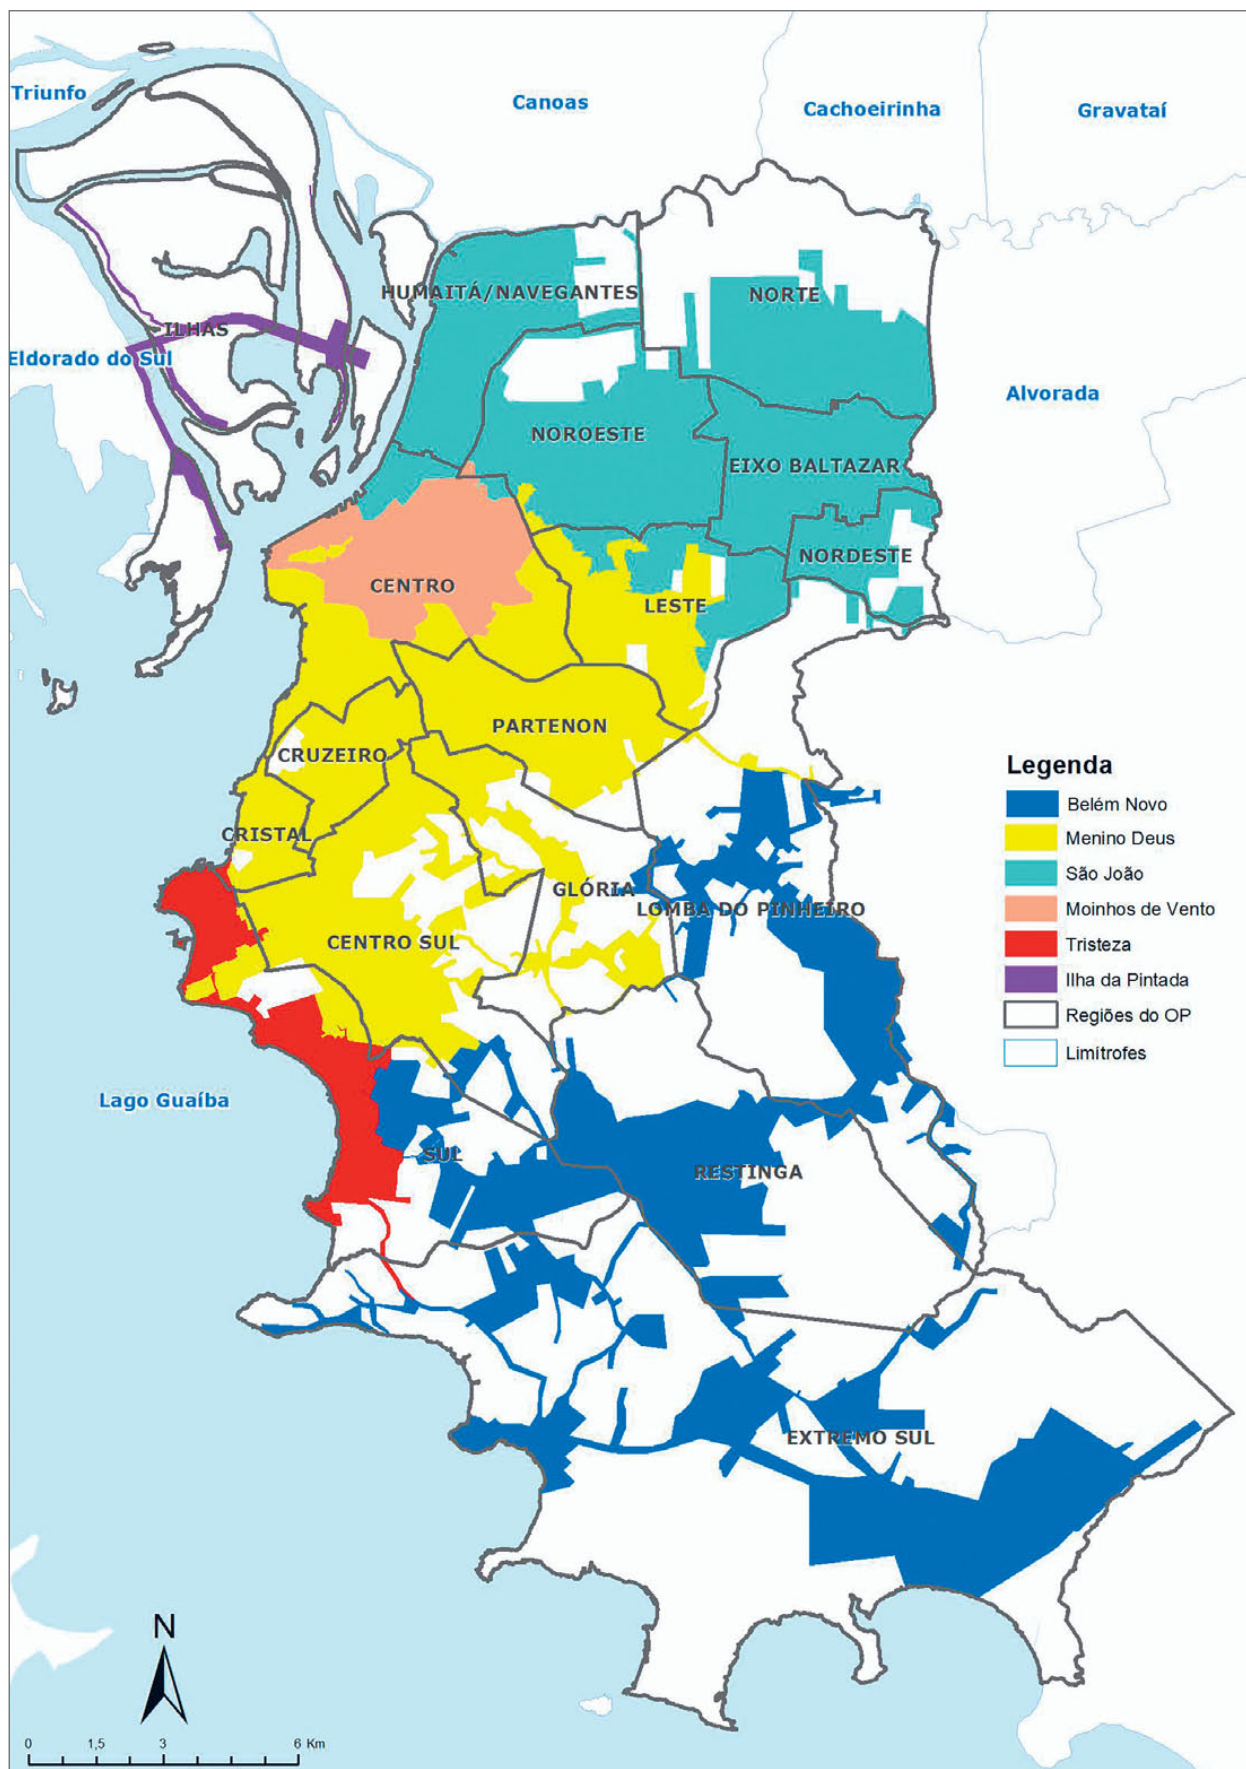 Triunfo
Canoas
Cachoeirinha
Gravataí
HUMAITÁ/NAVEGANTES
NORTE
ILHAS
Eldorado do Sul
Alvorada
NOROESTE
EIXO BALTAZAR
NORDESTE
CENTRO
LESTE
PARTENON
CRUZEIRO
CRISTAL
GLÓRIA
LOMBA DO PINHEIRO
CENTRO SUL
Legenda
Belém Novo
Menino Deus
São João
Moinhos de Vento
Tristeza
Ilha da Pintada
Regiões do OP
Limítrofes
Lago Guaíba
SUL
RESTINGA
EXTREMO SUL
N
0 1,5 3 6 Km